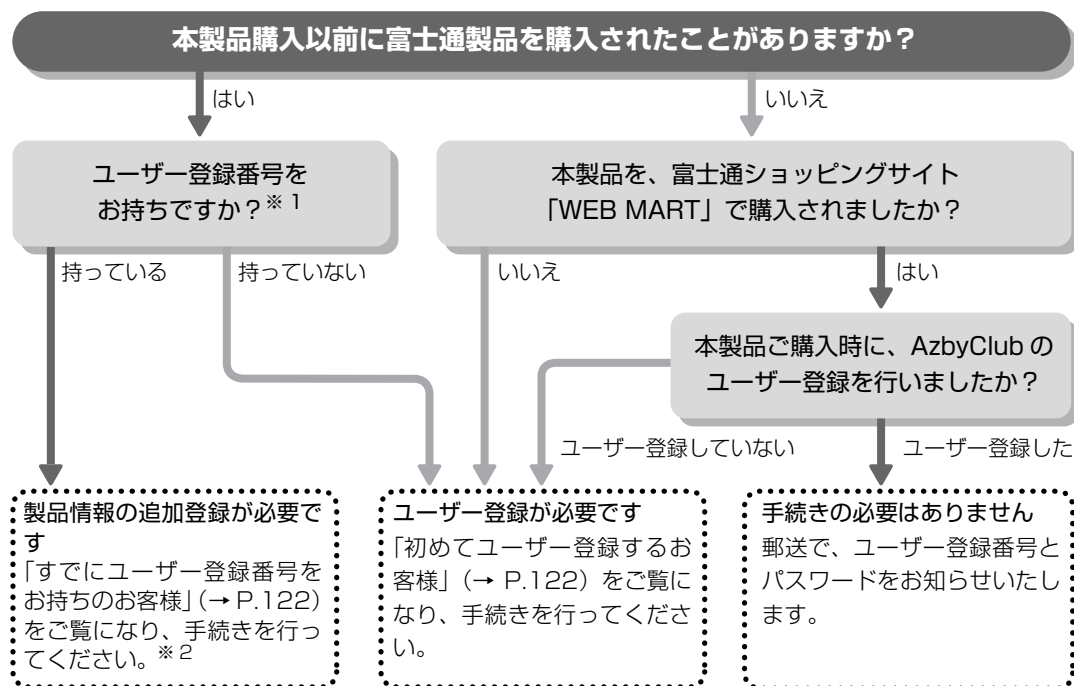 本製品購入以前に富士通製品を購入されたことがありますか？
はい
いいえ
ユーザー登録番号を
お持ちですか？※1
本製品を、富士通ショッピングサイト
「WEB MART」で購入されましたか？
持っている
持っていない
いいえ
はい
本製品ご購入時に、AzbyClub の
ユーザー登録を行いましたか？
ユーザー登録していない
ユーザー登録した
製品情報の追加登録が必要で
す
「すでにユーザー登録番号を
お持ちのお客様」（→ P.122）
をご覧になり、手続きを行っ
てください。※2
ユーザー登録が必要です
「初めてユーザー登録するお
客様」（→ P.122）をご覧に
なり、手続きを行ってくださ
い。
手続きの必要はありません
郵送で、ユーザー登録番号と
パスワードをお知らせいたし
ます。